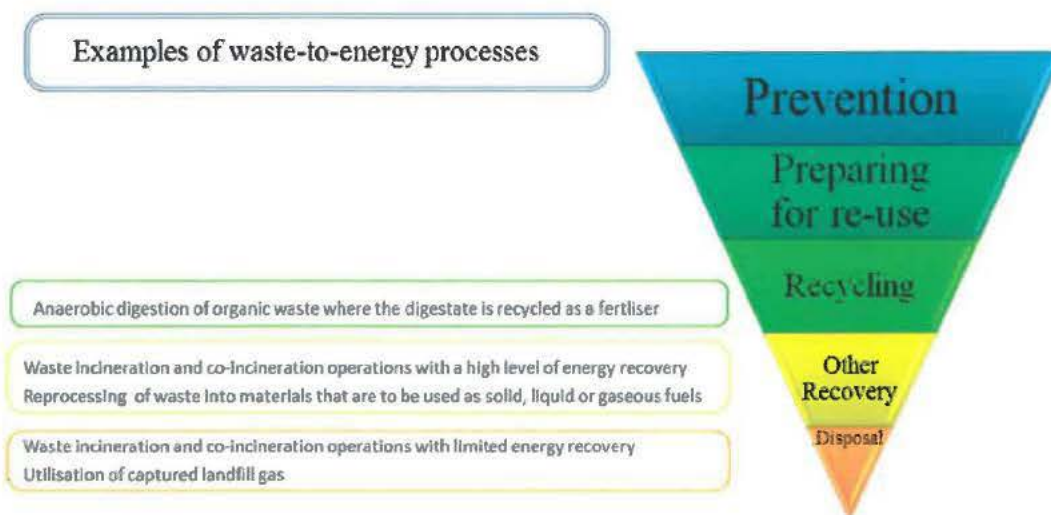 Examples of waste-to-energy processes
Prevention
Preparing
for re-use
Recycling
Anaerobic digestion of organic waste where the digestate is recycled as a fertliser
Waste incineration and co-incineration operations with a high level of energy recovery
Reprocessing of waste into materials that are to be used as solid, liquid or gaseous fuels
Other
Recovery
Waste incineration and co-incineration operations with limited energy recovery
Utilisation of captured landfill gas
Disposal